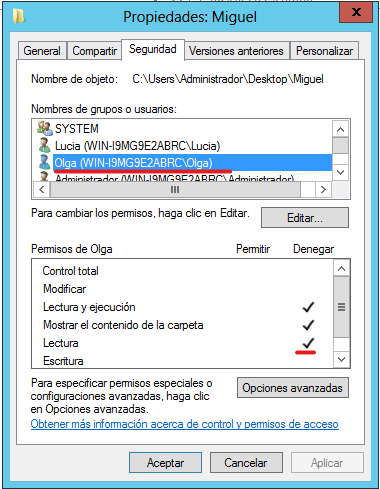 Propiedades: Miguel
x
General Compartir Seguridad Versiones anteriores Personalizar
Nombre de objeto: C:\Users\Administrador\Desktop\Miguel
Nombres de grupos o usuarios:
SYSTEM
Lucia (WIN-I9MG9E2ABRC\Lucia)
Olga (WIN-I9MG9E2ABRC\Olga)
Administrador (WIN-I9MG9E2ABRC\Administrador)
Para cambiar los permisos, haga clic en Editar.
Editar...
Permisos de Olga Permitir Denegar
Control total
Modificar
Lectura y ejecución
Mostrar el contenido de la carpeta
Lectura
Escritura
Para especificar permisos especiales o
configuraciones avanzadas, haga clic
en Opciones avanzadas.
Opciones avanzadas
Obtener más información acerca de control y permisos de acceso
Aceptar Cancelar Aplicar